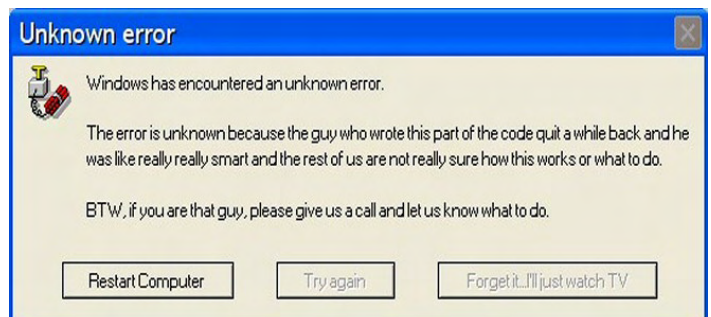 Unknown error
Windows has encountered an unknown error.
The error is unknown because the guy who wrote this part of the code quit a while back and he
was like really really smart and the rest of us are not really sure how this works or what to do.
BTW, if you are that guy, please give us a call and let us know what to do.
Restart Computer Try again Forget it...I'll just watch TV